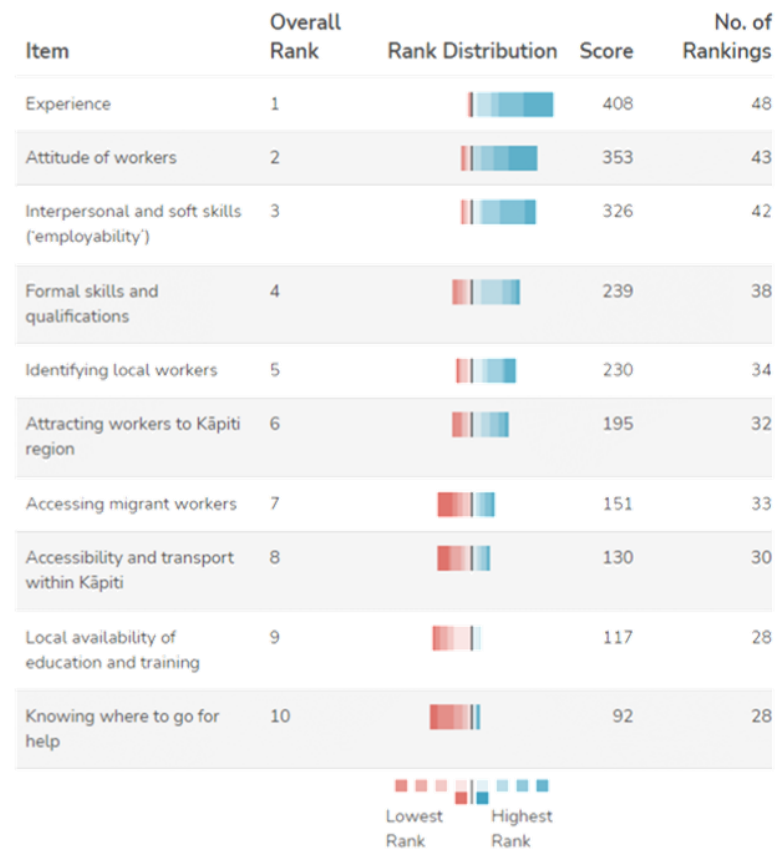 Overall No. of
Item Rank Rank Distribution Score Rankings
Experience 1 408 48
Attitude of workers 2 353 43
Interpersonal and soft skills 3 326 42
('employability')
Formal skills and 4 239 38
qualifications
Identifying local workers 5 230 34
Attracting workers to Kāpiti 6 195 32
region
Accessing migrant workers 7 151 33
Accessibility and transport 8 130 30
within Kāpiti
Local availability of 9 117 28
education and training
Knowing where to go for 10 92 28
help
Lowest Highest
Rank Rank